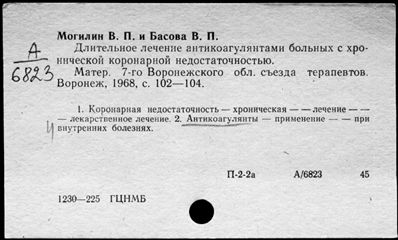 Могилин В. П. и Басова В. П.
А
6823
Длительное лечение антикоагулянтами больных с хро-
нической коронарной недостаточностью.
Матер. 7-го Воронежского обл. съезда терапевтов.
Воронеж, 1968, с. 102—104.
1. Коронарная недостаточность — хроническая — — лечение — —
— лекарственное лечение. 2. Антикоагулянты — применение — — при
внутренних болезнях.
П-2-2а А/6823 45
1230—225 ГЦНМБ